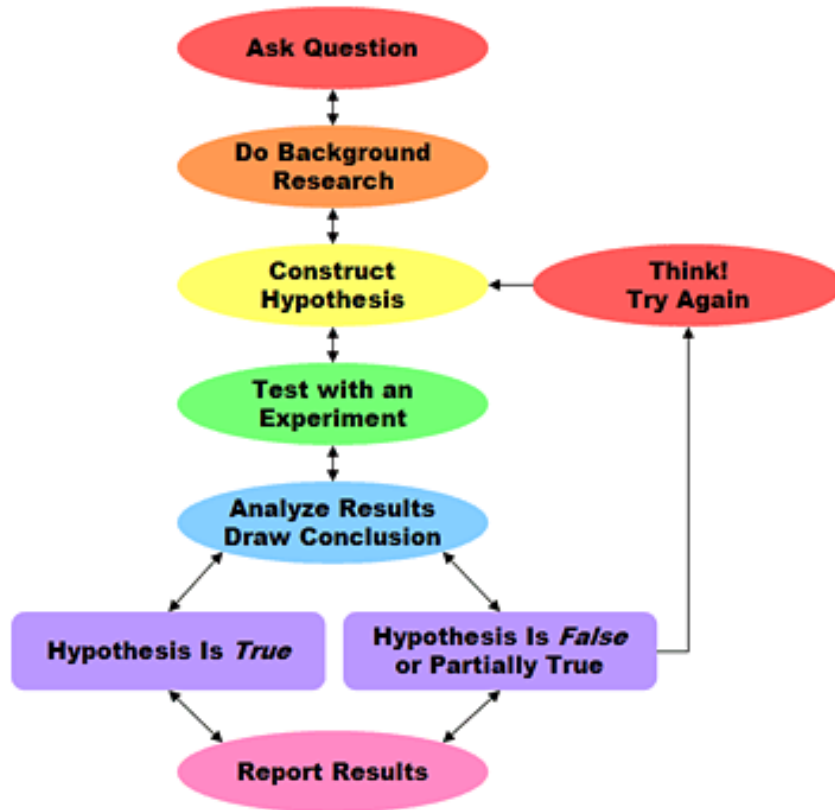 Ask Question
Do Background
Research
Construct
Hypothesis
Think!
Try Again
Test with an
Experiment
Analyze Results
Draw Conclusion
Hypothesis Is True
Hypothesis Is False
or Partially True
Report Results